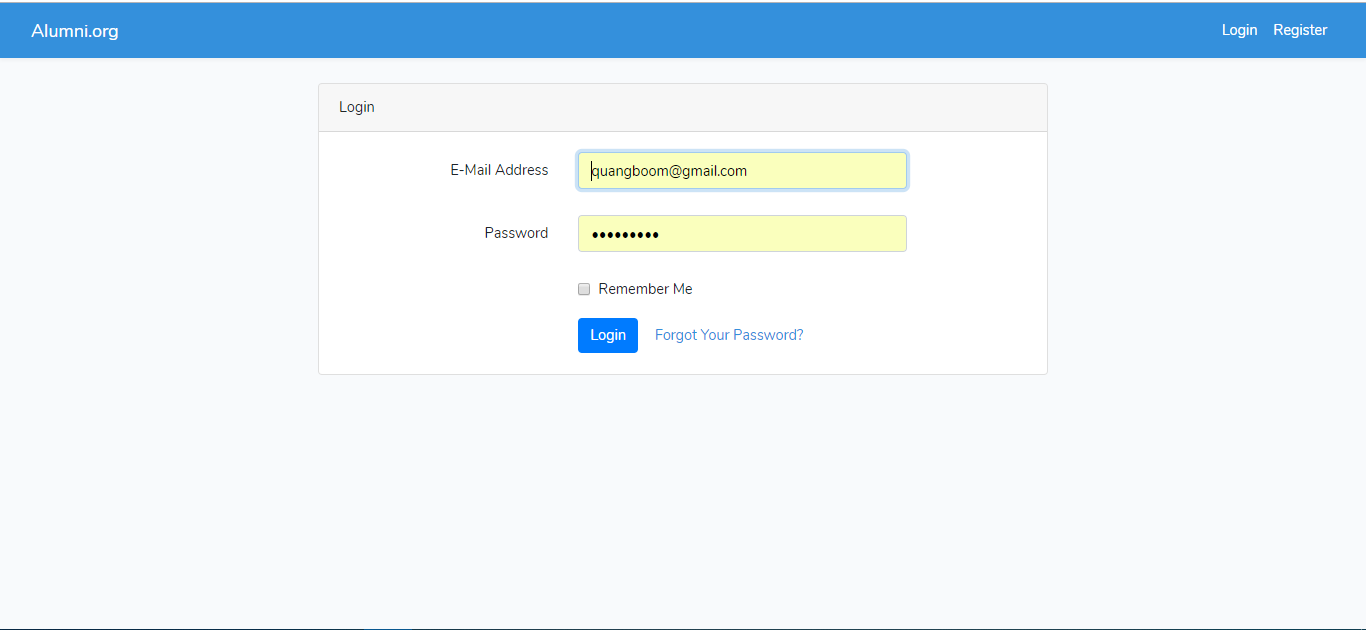 Alumni.org
Login Register
Login
E-Mail Address quangboom@gmail.com
Password •••••••••
Remember Me
Login Forgot Your Password?